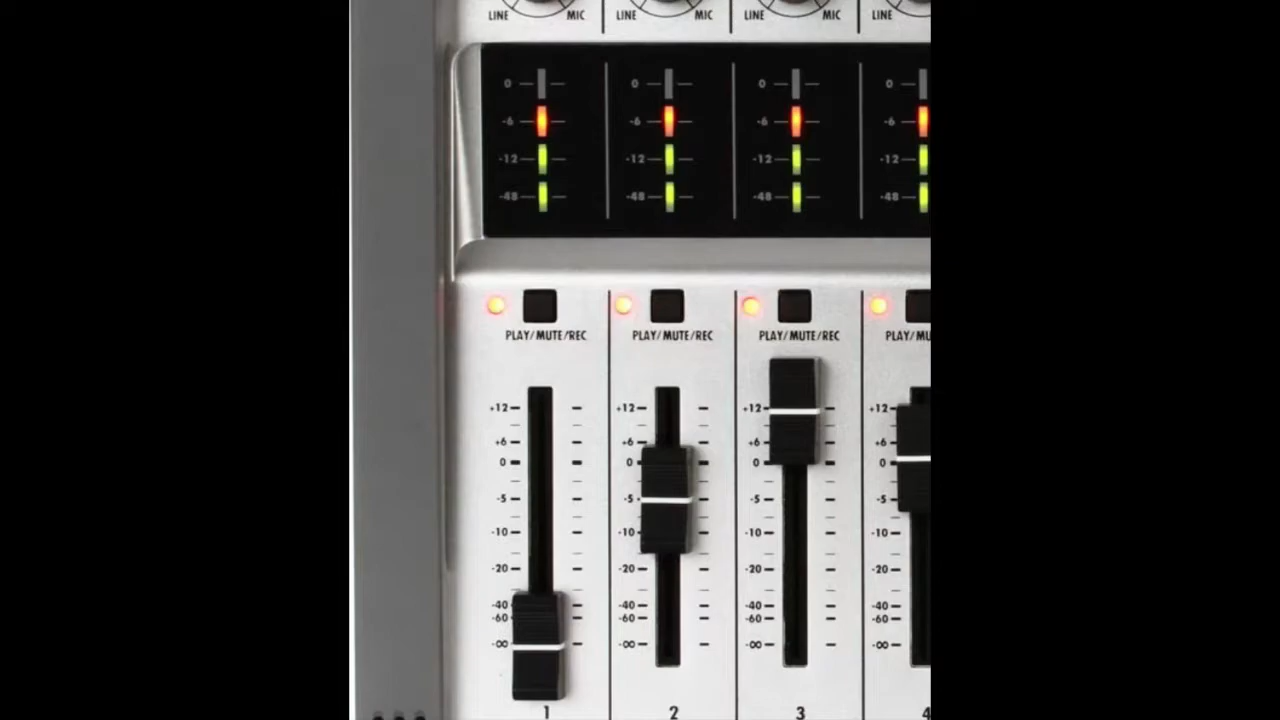 LINE MIC LINE MIC LINE MIC LINE
0 0 0 0
-6 -6 -6 -6
-12 -12 -12 -12
-48 -48 -48 -48
PLAY/MUTE/REC PLAY/MUTE/REC PLAY/MUTE/REC PLAY/MU
+12 +12 +12 +12
+6 +6 +6 +6
0 0 0 0
-5 -5 -5 -5
-10 -10 -10 -10
-20 -20 -20 -20
-40 -40 -40 -40
-60 -60 -60 -60
-∞ -∞ -∞ -∞
1 2 3 4